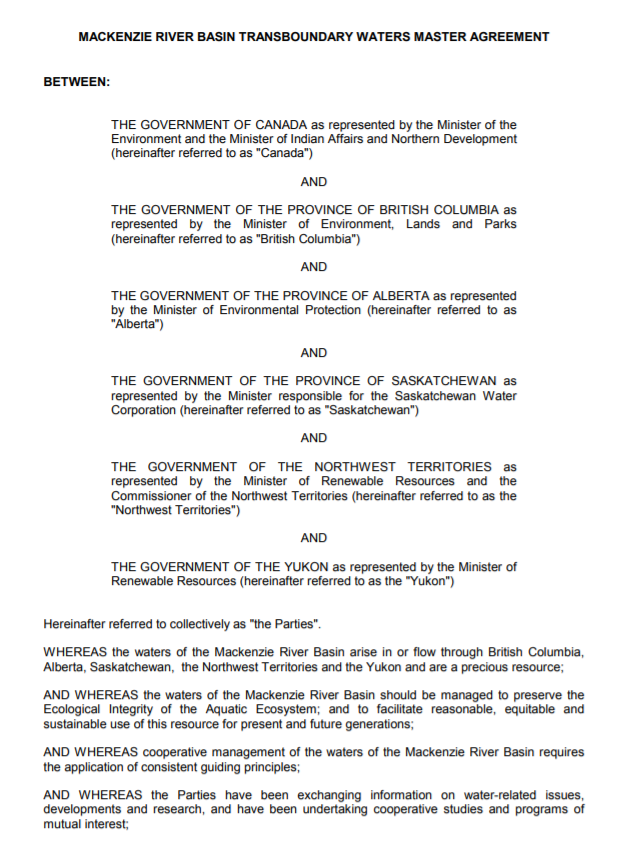 MACKENZIE RIVER BASIN TRANSBOUNDARY WATERS MASTER AGREEMENT
BETWEEN:
THE GOVERNMENT OF CANADA as represented by the Minister of the
Environment and the Minister of Indian Affairs and Northern Development
(hereinafter referred to as "Canada")
AND
THE GOVERNMENT OF THE PROVINCE OF BRITISH COLUMBIA as
represented by the Minister of Environment, Lands and Parks
(hereinafter referred to as "British Columbia")
AND
THE GOVERNMENT OF THE PROVINCE OF ALBERTA as represented
by the Minister of Environmental Protection (hereinafter referred to as
"Alberta")
AND
THE GOVERNMENT OF THE PROVINCE OF SASKATCHEWAN as
represented by the Minister responsible for the Saskatchewan Water
Corporation (hereinafter referred to as "Saskatchewan")
AND
THE GOVERNMENT OF THE NORTHWEST TERRITORIES as
represented by the Minister of Renewable Resources and the
Commissioner of the Northwest Territories (hereinafter referred to as the
"Northwest Territories")
AND
THE GOVERNMENT OF THE YUKON as represented by the Minister of
Renewable Resources (hereinafter referred to as the "Yukon")
Hereinafter referred to collectively as "the Parties".
WHEREAS the waters of the Mackenzie River Basin arise in or flow through British Columbia,
Alberta, Saskatchewan, the Northwest Territories and the Yukon and are a precious resource;
AND WHEREAS the waters of the Mackenzie River Basin should be managed to preserve the
Ecological Integrity of the Aquatic Ecosystem; and to facilitate reasonable, equitable and
sustainable use of this resource for present and future generations;
AND WHEREAS cooperative management of the waters of the Mackenzie River Basin requires
the application of consistent guiding principles;
AND WHEREAS the Parties have been exchanging information on water-related issues,
developments and research, and have been undertaking cooperative studies and programs of
mutual interest;